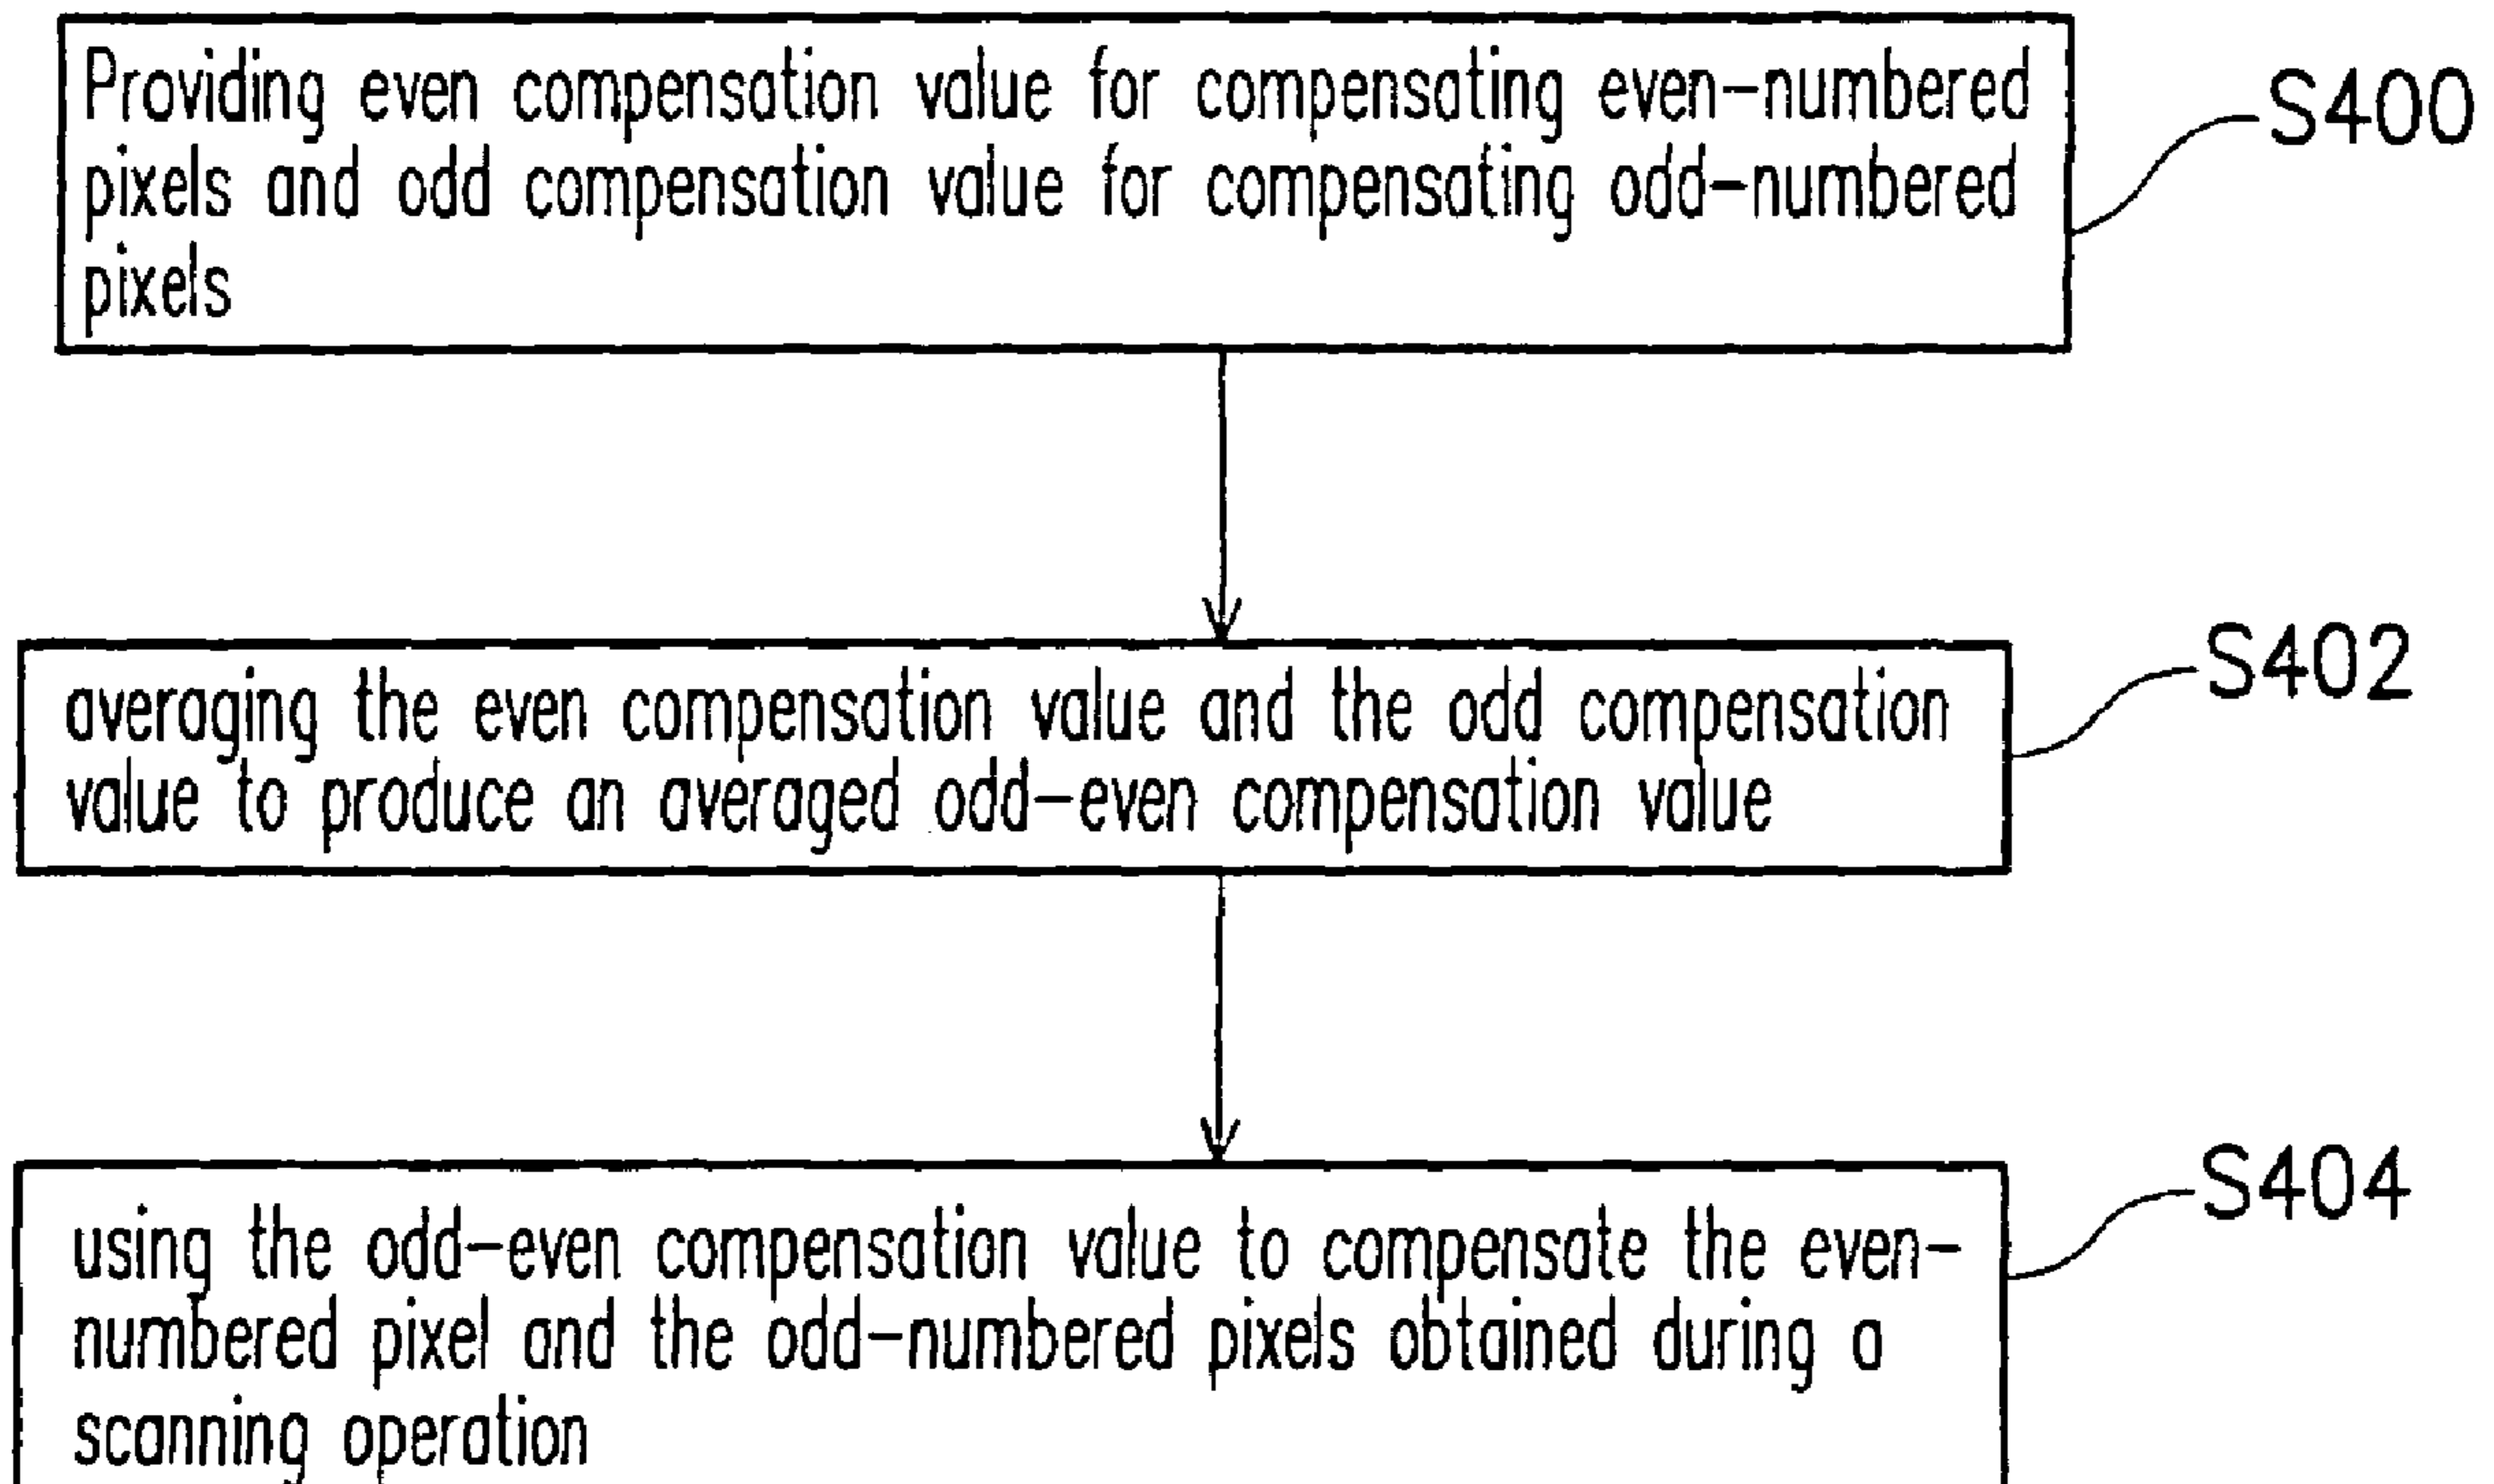 Providing even compensation value for compensating even-numbered
pixels and odd compensation value for compensating odd-numbered
pixels
S400
averaging the even compensation value and the odd compensation
value to produce an averaged odd-even compensation value
S402
using the odd-even compensation value to compensate the even-
numbered pixel and the odd-numbered pixels obtained during a
scanning operation
S404